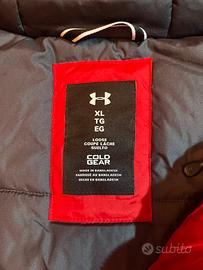 XL
TG
EG
LOOSE
COUPE LÂCHE
SUELTO
COLD
GEAR
MADE IN BANGLADESH
FABRIQUÉ AU BANGLADESH
HECHO EN BANGLADESH
subito